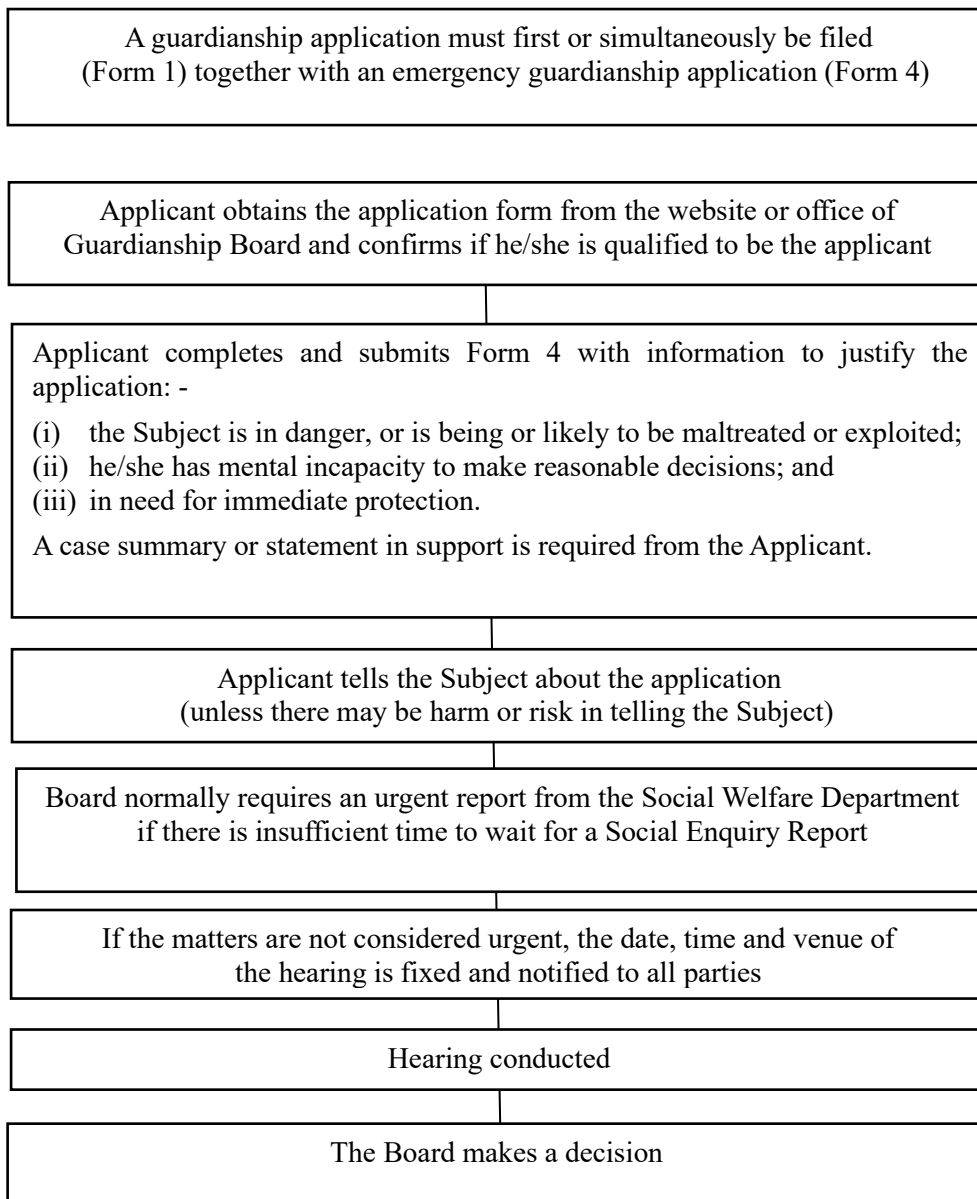 A guardianship application must first or simultaneously be filed
(Form 1) together with an emergency guardianship application (Form 4)
Applicant obtains the application form from the website or office of
Guardianship Board and confirms if he/she is qualified to be the applicant
Applicant completes and submits Form 4 with information to justify the
application: -
(i) the Subject is in danger, or is being or likely to be maltreated or exploited;
(ii) he/she has mental incapacity to make reasonable decisions; and
(iii) in need for immediate protection.
A case summary or statement in support is required from the Applicant.
Applicant tells the Subject about the application
(unless there may be harm or risk in telling the Subject)
Board normally requires an urgent report from the Social Welfare Department
if there is insufficient time to wait for a Social Enquiry Report
If the matters are not considered urgent, the date, time and venue of
the hearing is fixed and notified to all parties
Hearing conducted
The Board makes a decision